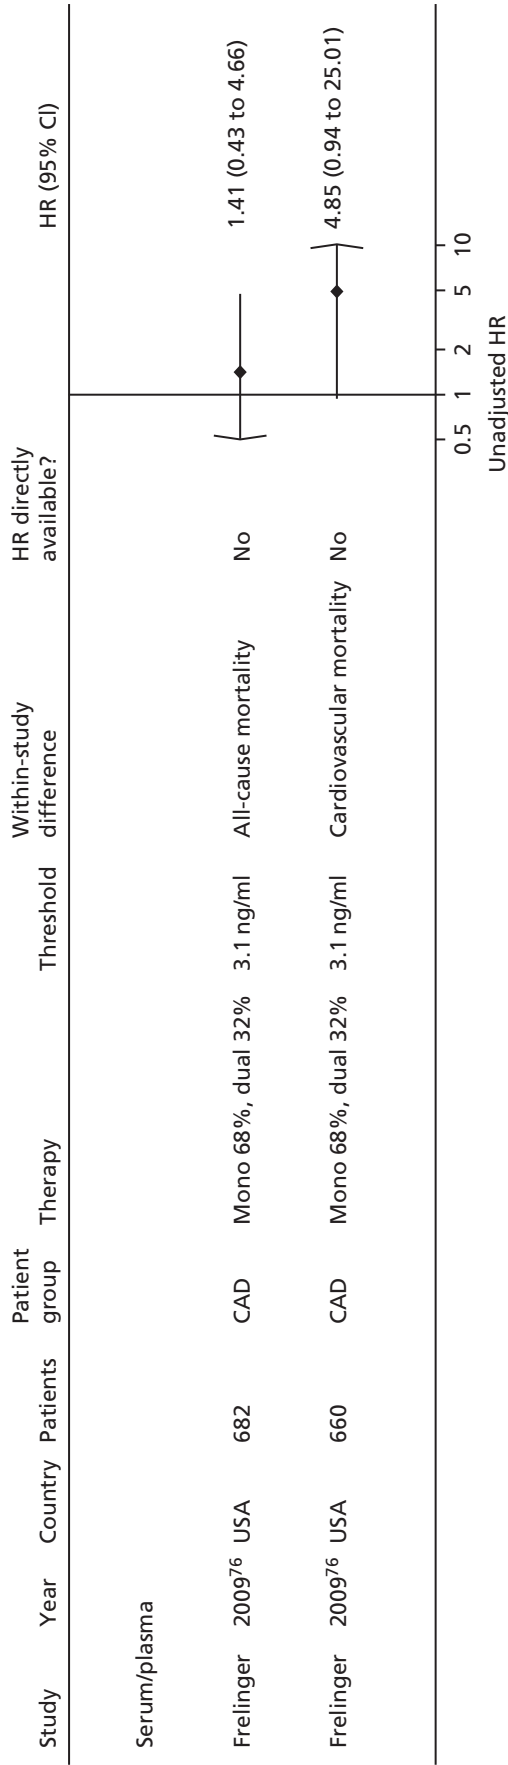 Study Year Country Patients Patient group Therapy Threshold Within-study difference HR directly available? HR (95% CI)
Serum/plasma
Frelinger 2009⁷⁶ USA 682 CAD Mono 68%, dual 32% 3.1 ng/ml All-cause mortality No 1.41 (0.43 to 4.66)
Frelinger 2009⁷⁶ USA 660 CAD Mono 68%, dual 32% 3.1 ng/ml Cardiovascular mortality No 4.85 (0.94 to 25.01)
0.5 1 2 5 10
Unadjusted HR